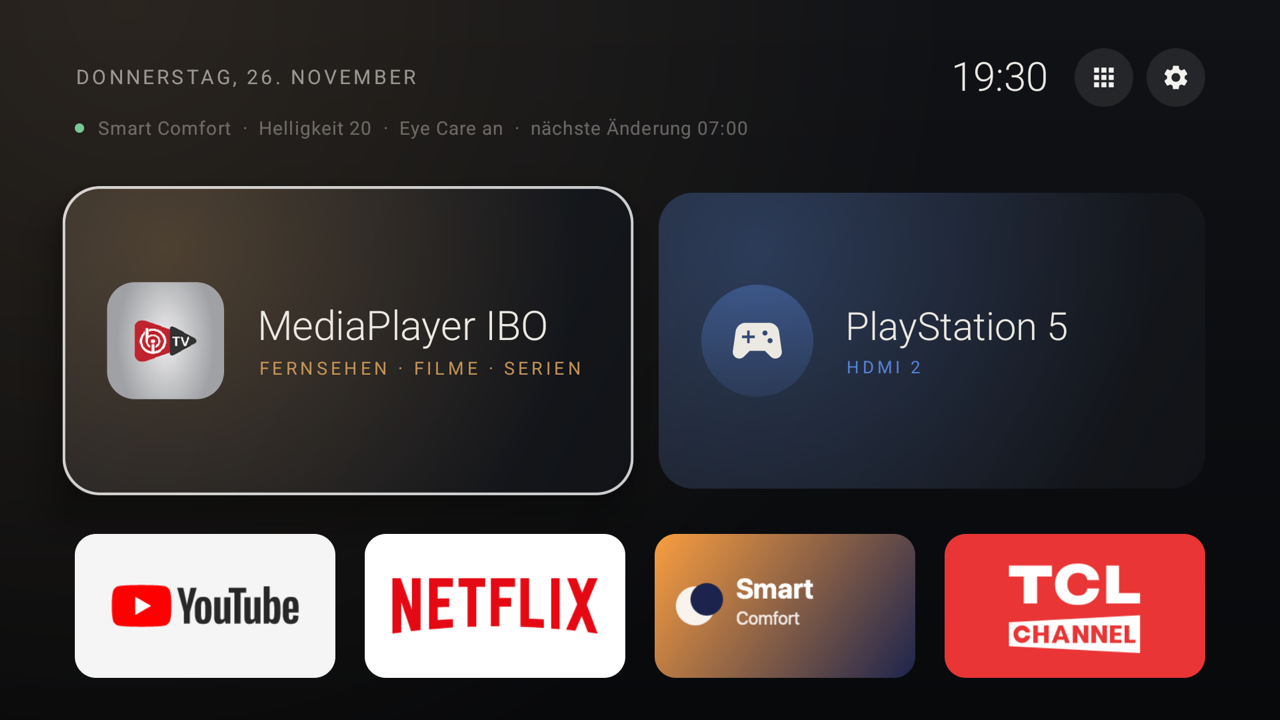 DONNERSTAG, 26. NOVEMBER
19:30
Smart Comfort · Helligkeit 20 · Eye Care an · nächste Änderung 07:00
TV
MediaPlayer IBO
FERNSEHEN · FILME · SERIEN
PlayStation 5
HDMI 2
YouTube
NETFLIX
Smart
Comfort
TCL
CHANNEL